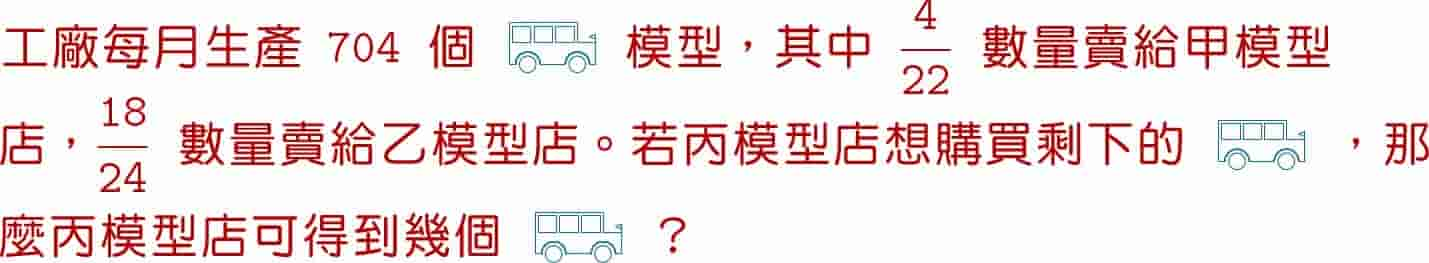 工廠每月生產 704 個 模型，其中 4/22 數量賣給甲模型
店，18/24 數量賣給乙模型店。若丙模型店想購買剩下的 ，那
麼丙模型店可得到幾個 ？